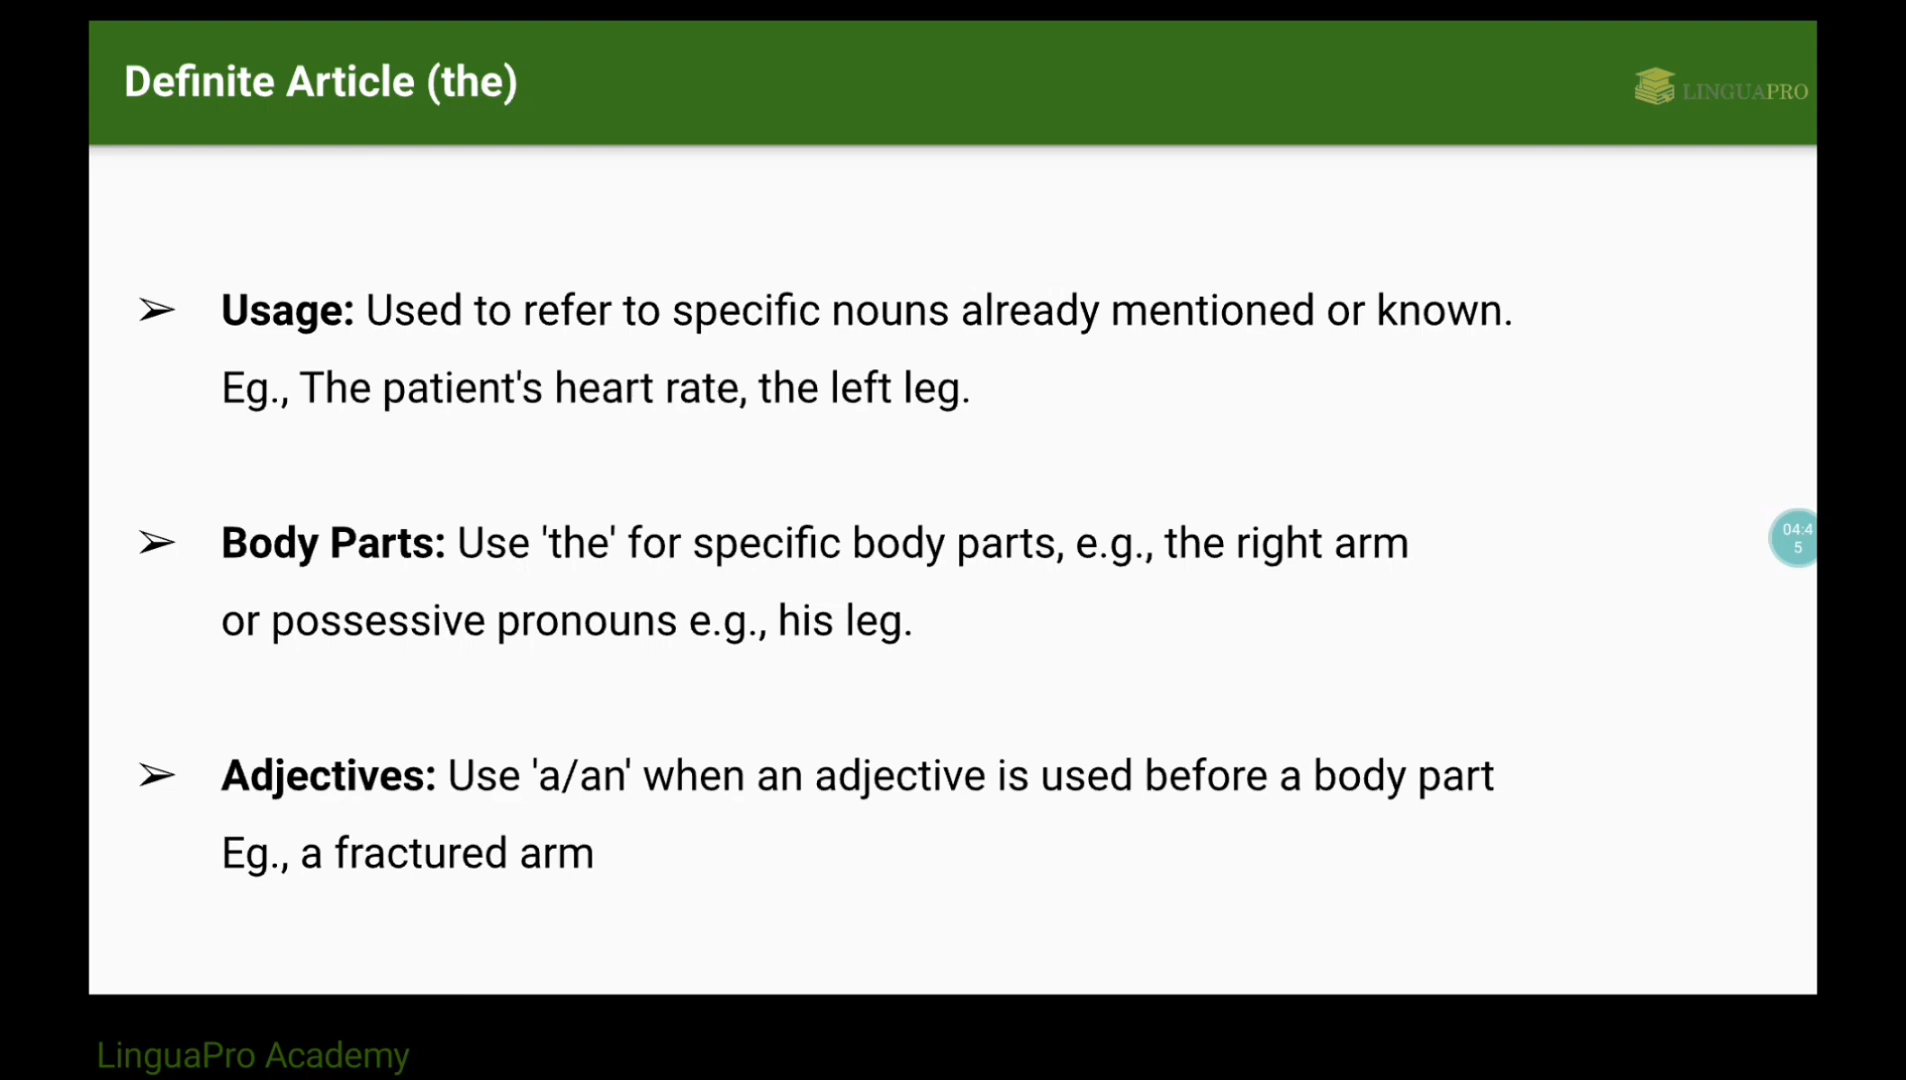 Definite Article (the)
LINGUAPRO
➢ Usage: Used to refer to specific nouns already mentioned or known.
Eg., The patient's heart rate, the left leg.
➢ Body Parts: Use 'the' for specific body parts, e.g., the right arm
or possessive pronouns e.g., his leg.
➢ Adjectives: Use 'a/an' when an adjective is used before a body part
Eg., a fractured arm
04:4
5
LinguaPro Academy